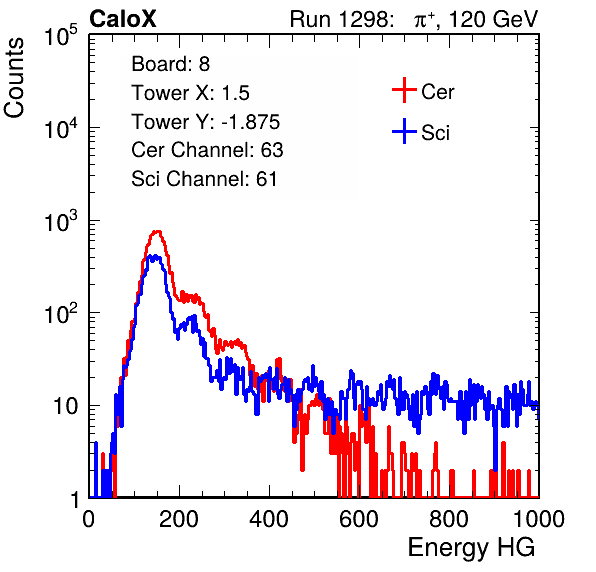 CaloX Run 1298: π⁺, 120 GeV
Counts
10⁵
10⁴
10³
10²
10
1
Board: 8
Tower X: 1.5
Tower Y: -1.875
Cer Channel: 63
Sci Channel: 61
Cer
Sci
0 200 400 600 800 1000
Energy HG